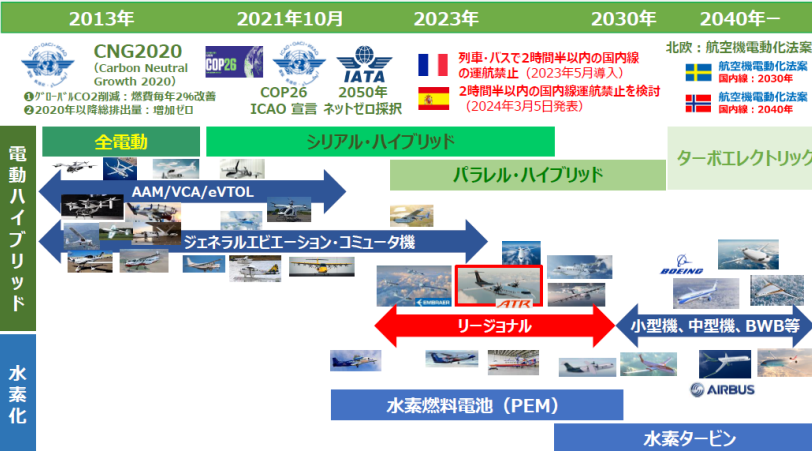 2013年
2021年10月
2023年
2030年
2040年ー
CNG2020
(Carbon Neutral
Growth 2020)
❶グローバルCO2削減：燃費毎年2%改善
❷2020年以降総排出量：増加ゼロ
COP26
COP26
ICAO 宣言
IATA
2050年
ネットゼロ採択
列車･バスで2時間半以内の国内線
の運航禁止（2023年5月導入）
2時間半以内の国内線運航禁止を検討
（2024年3月5日発表）
北欧：航空機電動化法案
航空機電動化法案
国内線：2030年
航空機電動化法案
国内線：2040年
電動ハイブリッド
全電動
シリアル・ハイブリッド
パラレル・ハイブリッド
ターボエレクトリック
AAM/VCA/eVTOL
ジェネラルエビエーション・コミュータ機
EMBRAER
ATR
BOEING
リージョナル
小型機、中型機、BWB等
水素化
AIRBUS
水素燃料電池（PEM）
水素タービン